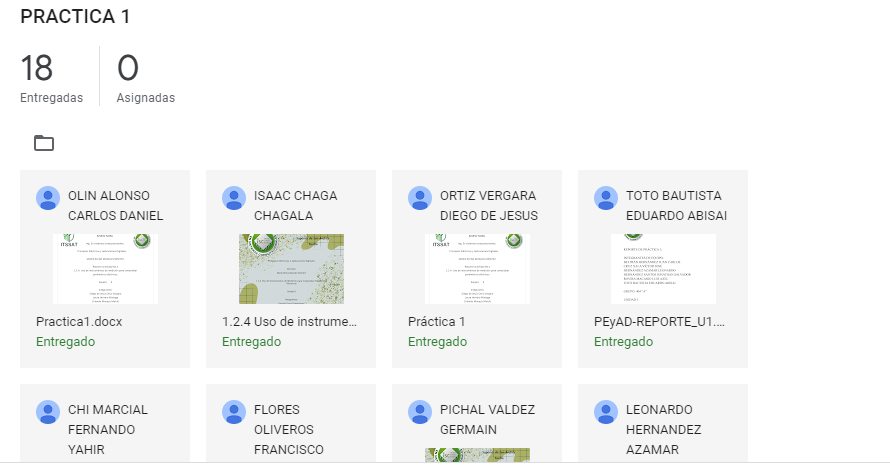 PRACTICA 1
18
0
Entregadas
Asignadas
OLIN ALONSO
CARLOS DANIEL
ITSSAT
Practica1.docx
Entregado
ISAAC CHAGA
CHAGALA
1.2.4 Uso de instrume...
Entregado
ORTIZ VERGARA
DIEGO DE JESUS
ITSSAT
Práctica 1
Entregado
TOTO BAUTISTA
EDUARDO ABISAI
PEyAD-REPORTE_U1....
Entregado
CHI MARCIAL
FERNANDO
YAHIR
FLORES
OLIVEROS
FRANCISCO
PICHAL VALDEZ
GERMAIN
LEONARDO
HERNANDEZ
AZAMAR